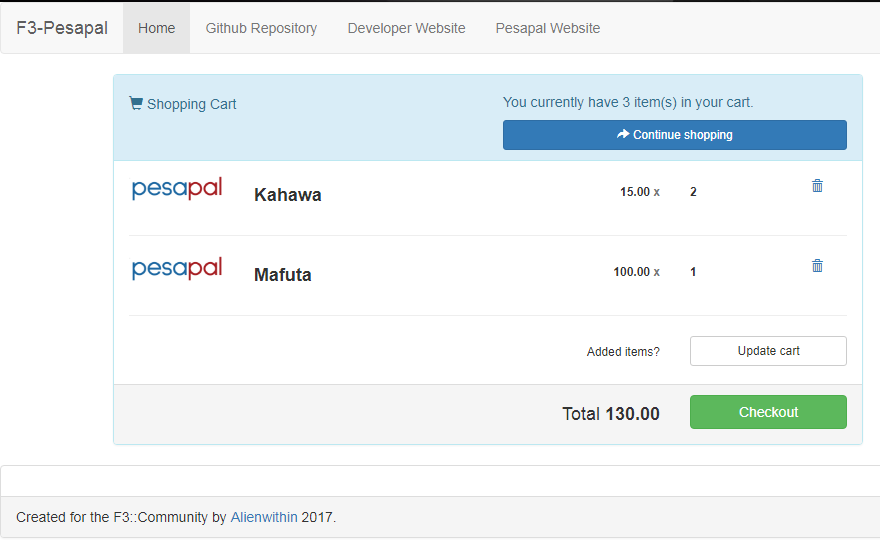 F3-Pesapal Home Github Repository Developer Website Pesapal Website
Shopping Cart
You currently have 3 item(s) in your cart.
Continue shopping
pesapal Kahawa 15.00 x 2
pesapal Mafuta 100.00 x 1
Added items? Update cart
Total 130.00 Checkout
Created for the F3::Community by Alienwithin 2017.